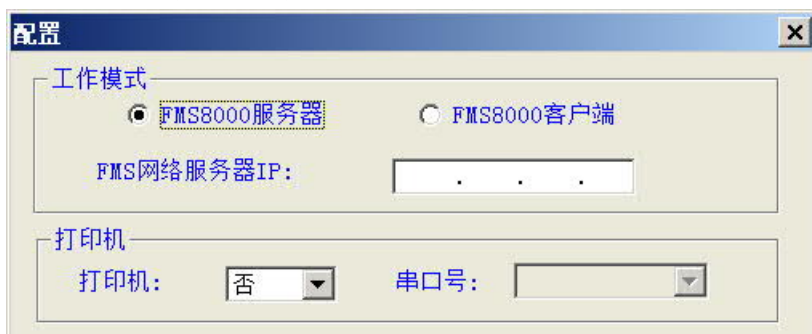 配置
工作模式
FMS8000服务器 FMS8000客户端
FMS网络服务器IP: . . .
打印机
打印机: 否 串口号: